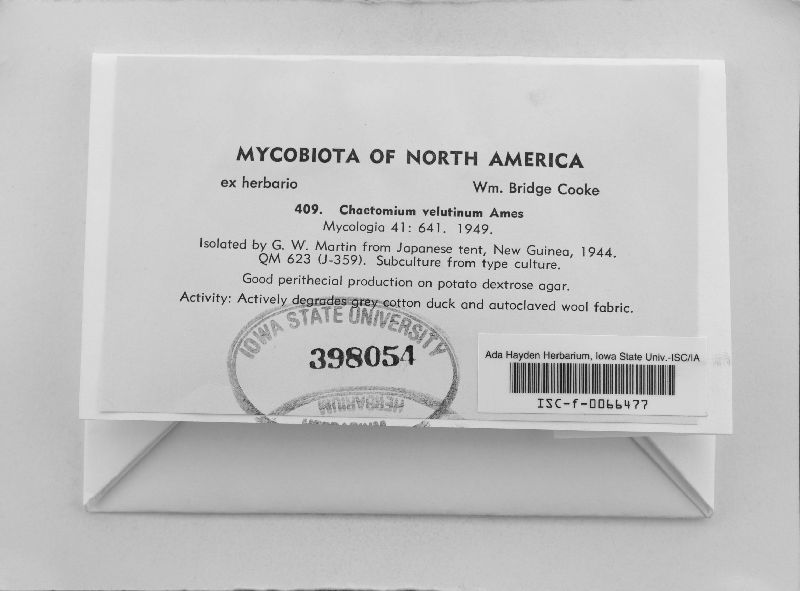 MYCOBIOTA OF NORTH AMERICA
ex herbario Wm. Bridge Cooke
409. Chaetomium velutinum Ames
Mycologia 41: 641. 1949.
Isolated by G. W. Martin from Japanese tent, New Guinea, 1944.
QM 623 (J-359). Subculture from type culture.
Good perithecial production on potato dextrose agar.
Activity: Actively degrades grey cotton duck and autoclaved wool fabric.
IOWA STATE UNIVERSITY
398054
HERBARIUM
HERBARIUM
Ada Hayden Herbarium, Iowa State Univ.-ISC/IA
ISC-f-0066477